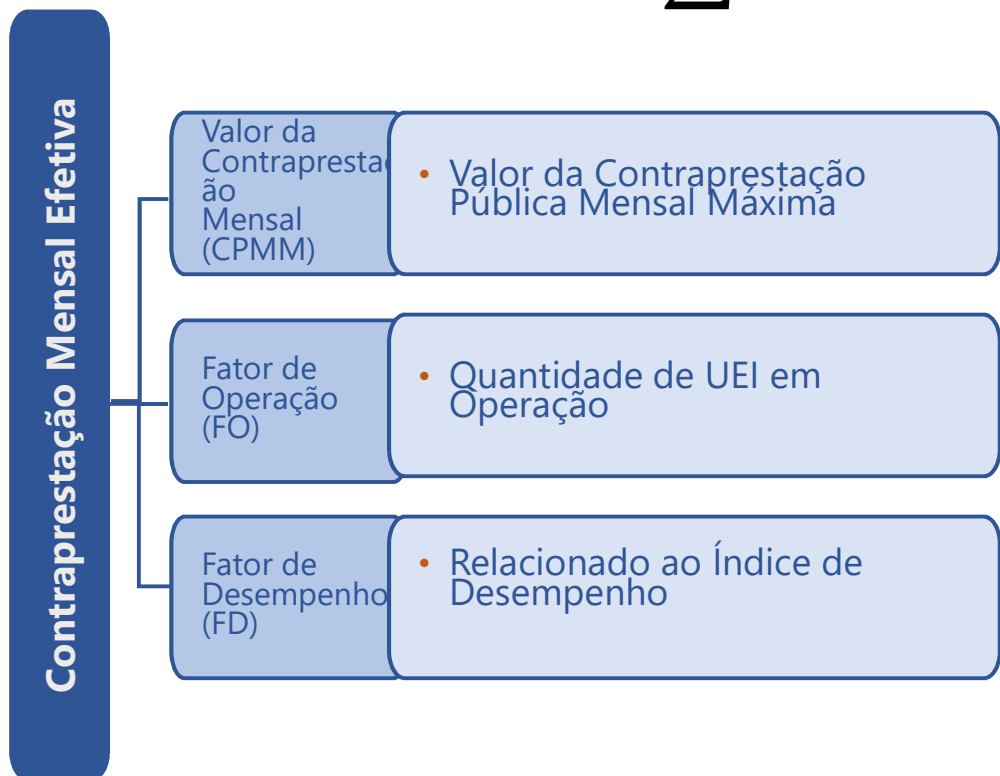 Contraprestação Mensal Efetiva
Valor da
Contraprestaç
ão
Mensal
(CPMM)
• Valor da Contraprestação
Pública Mensal Máxima
Fator de
Operação
(FO)
• Quantidade de UEI em
Operação
Fator de
Desempenho
(FD)
• Relacionado ao Índice de
Desempenho